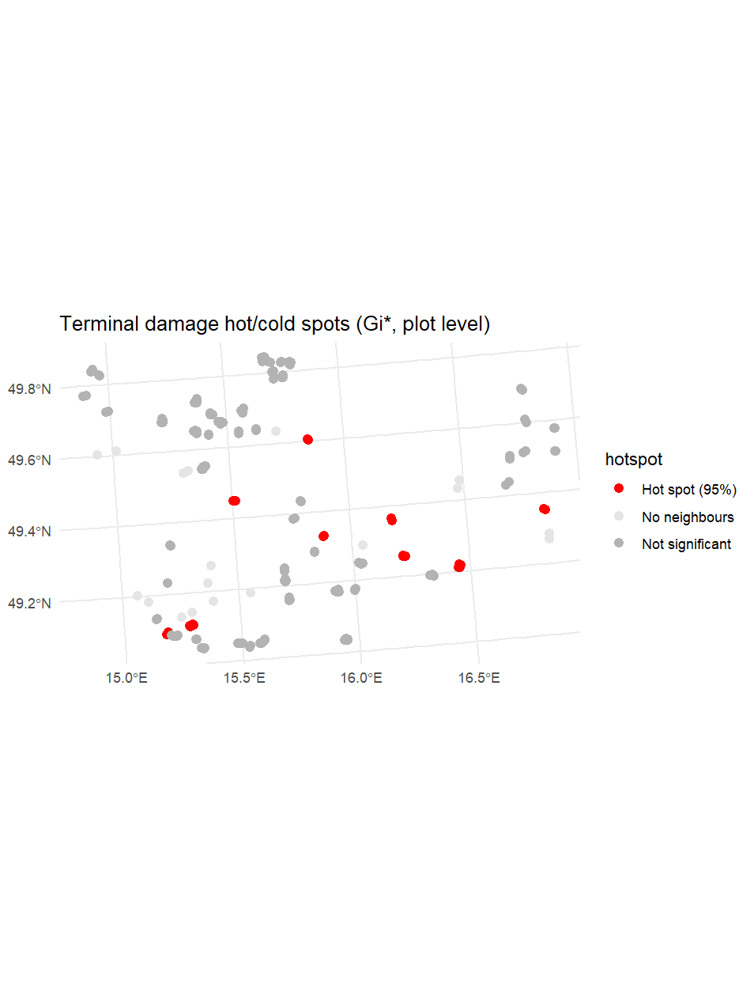 Terminal damage hot/cold spots (Gi*, plot level)
49.8°N
49.6°N
49.4°N
49.2°N
15.0°E
15.5°E
16.0°E
16.5°E
hotspot
Hot spot (95%)
No neighbours
Not significant